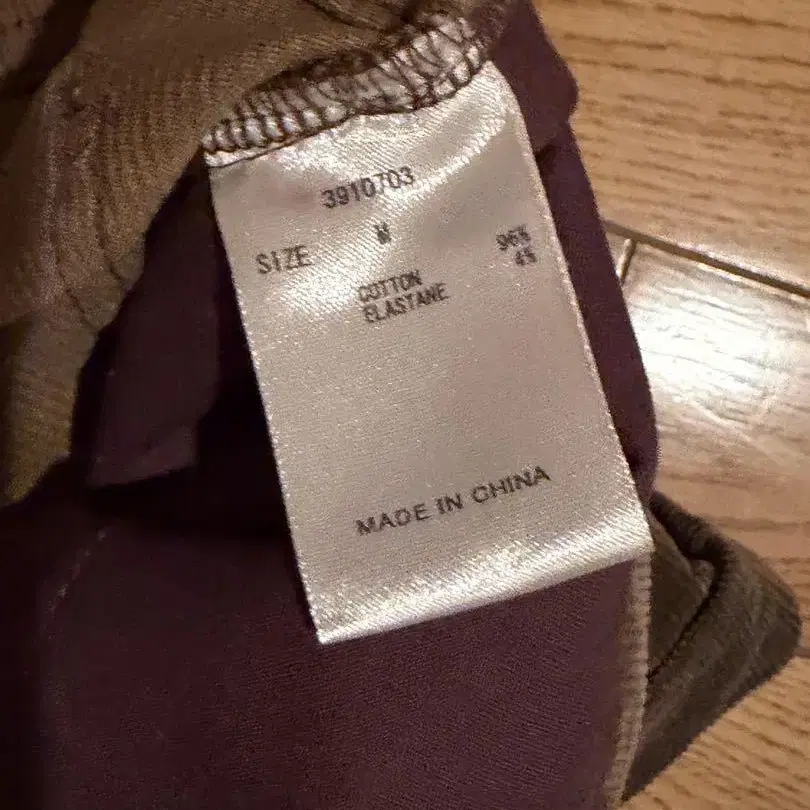 3910703
SIZE M
COTTON 96%
ELASTANE 4%
MADE IN CHINA